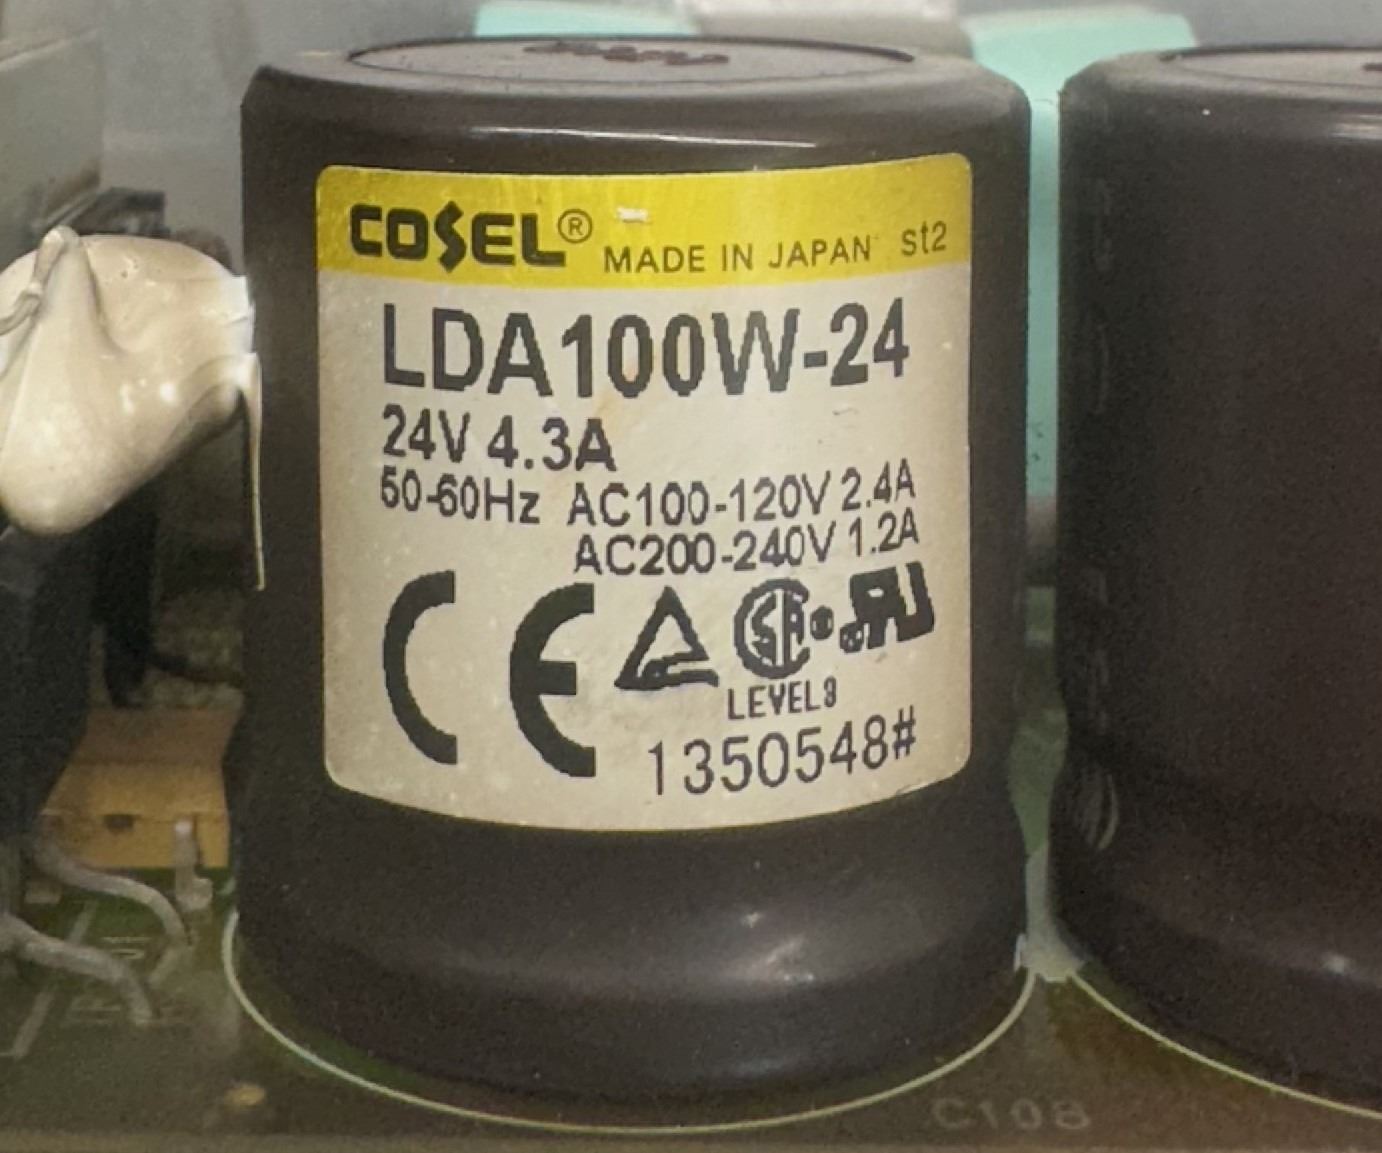 COSEL® MADE IN JAPAN st2
LDA100W-24
24V 4.3A
50-60Hz AC100-120V 2.4A
AC200-240V 1.2A
CE
LEVEL3
1350548#
C108